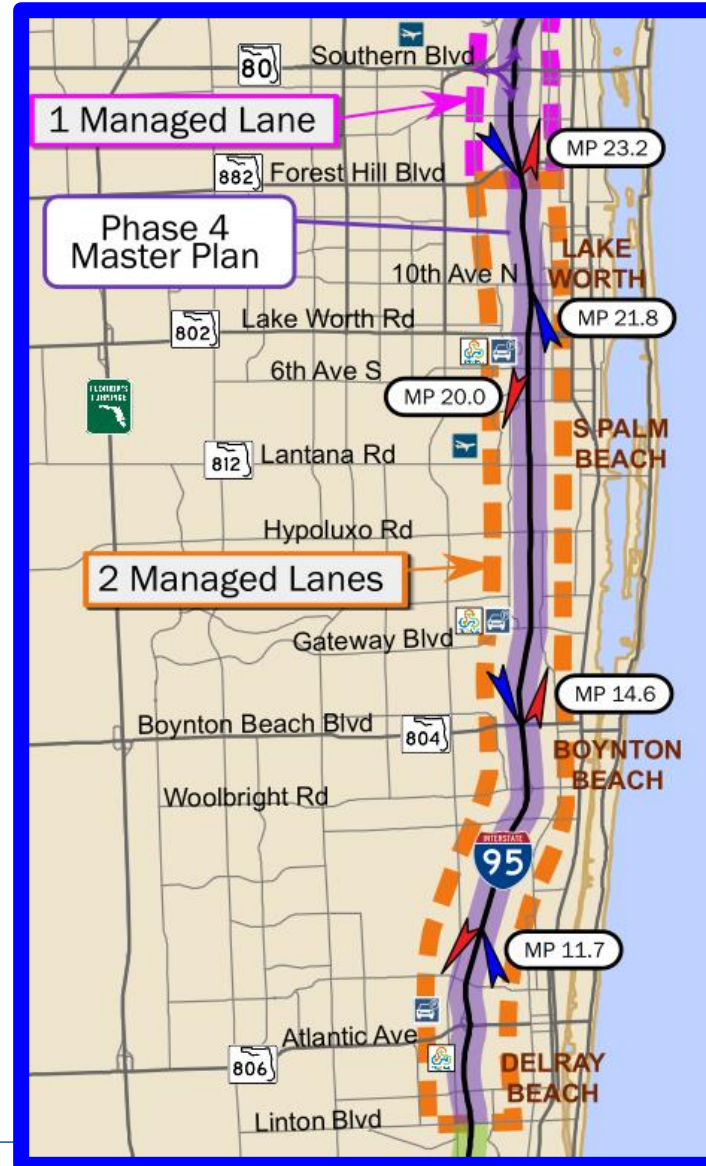 Southern Blvd
80
1 Managed Lane
MP 23.2
882
Forest Hill Blvd
Phase 4
Master Plan
LAKE
WORTH
10th Ave N
802
Lake Worth Rd
MP 21.8
6th Ave S
MP 20.0
FLORIDA'S
TURNPIKE
S PALM
BEACH
812
Lantana Rd
Hypoluxo Rd
2 Managed Lanes
Gateway Blvd
MP 14.6
Boynton Beach Blvd
804
BOYNTON
BEACH
Woolbright Rd
INTERSTATE
95
MP 11.7
Atlantic Ave
806
DELRAY
BEACH
Linton Blvd